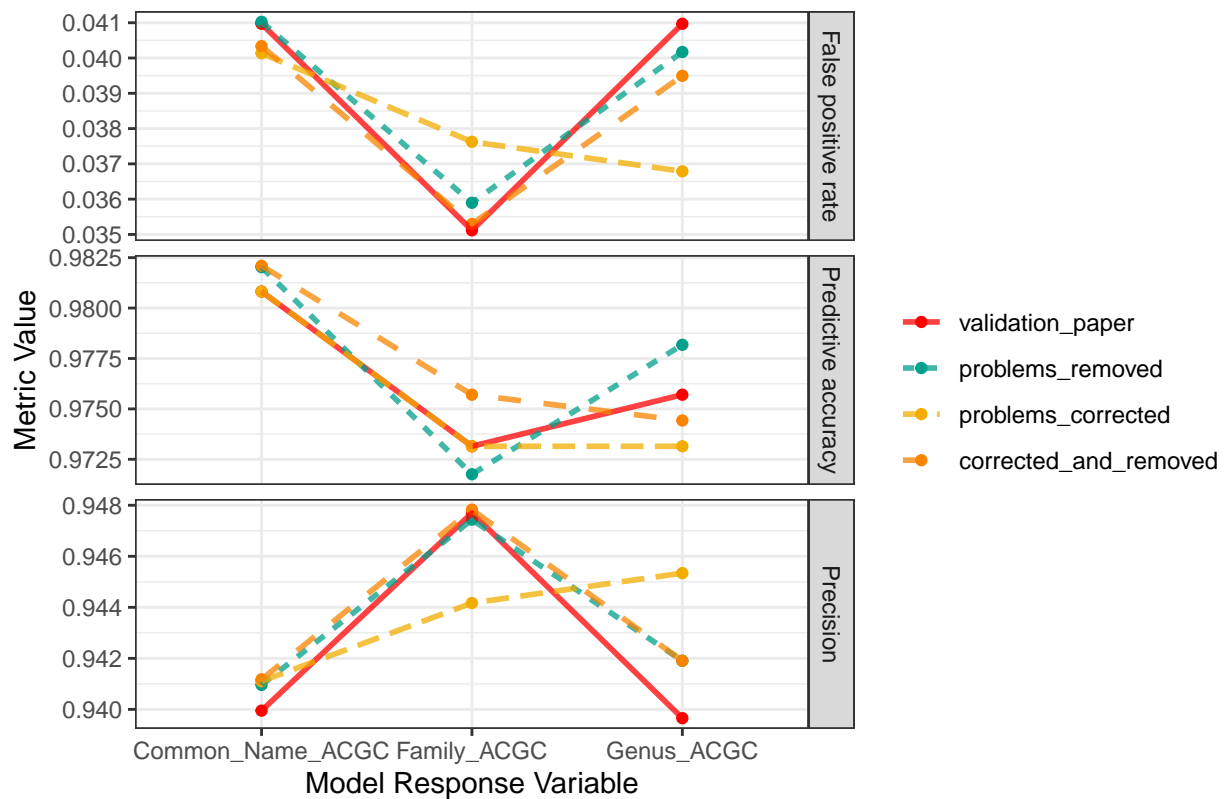 0.041
0.040
0.039
0.038
0.037
0.036
0.035
False positive rate
0.9825
0.9800
0.9775
0.9750
0.9725
Predictive accuracy
0.948
0.946
0.944
0.942
0.940
Precision
Metric Value
Common_Name_ACGC Family_ACGC Genus_ACGC
Model Response Variable
validation_paper
problems_removed
problems_corrected
corrected_and_removed